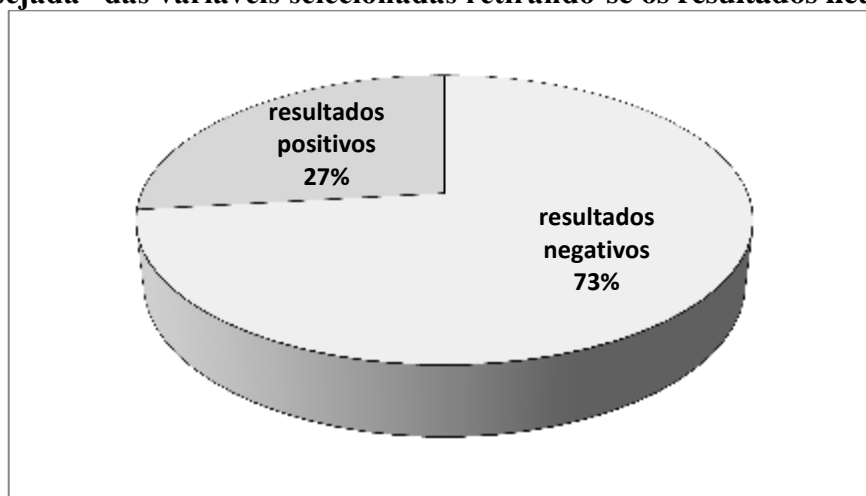 das variáveis selecionadas retirando-se os resultados
resultados
positivos
27%
resultados
negativos
73%